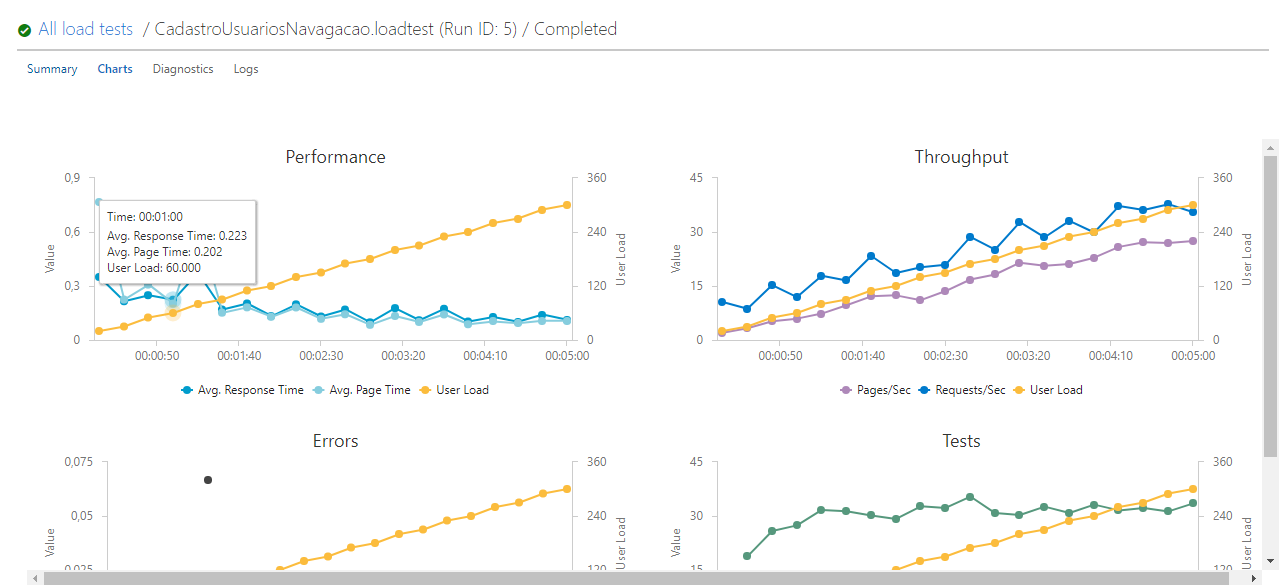 All load tests / CadastroUsuariosNavagacao.loadtest (Run ID: 5) / Completed
Summary Charts Diagnostics Logs
Performance
0,9
0,6
0,3
0
Value
360
240
120
0
User Load
Time: 00:01:00
Avg. Response Time: 0.223
Avg. Page Time: 0.202
User Load: 60.000
00:00:50 00:01:40 00:02:30 00:03:20 00:04:10 00:05:00
Avg. Response Time Avg. Page Time User Load
Throughput
45
30
15
0
Value
360
240
120
0
User Load
00:00:50 00:01:40 00:02:30 00:03:20 00:04:10 00:05:00
Pages/Sec Requests/Sec User Load
Errors
0,075
0,05
0,025
Value
360
240
120
User Load
Tests
45
30
15
Value
360
240
120
User Load